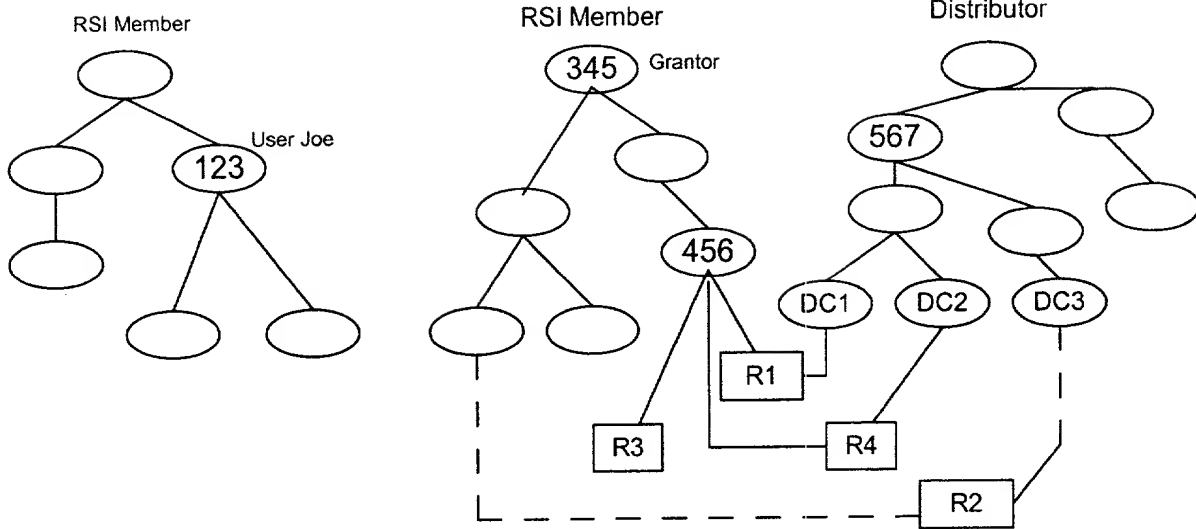 RSI Member
RSI Member
Distributor
345
Grantor
User Joe
123
567
456
DC1
DC2
DC3
R1
R3
R4
R2